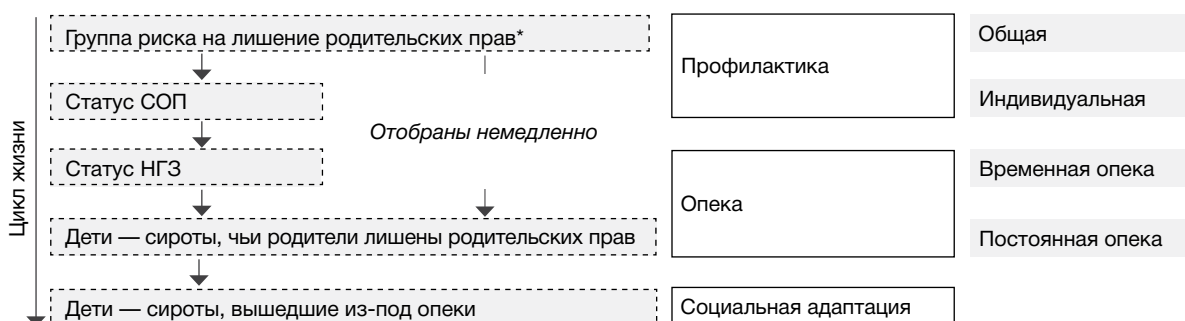 Группа риска на лишение родительских прав*
Профилактика
Общая
Статус СОП
Индивидуальная
Отобраны немедленно
Статус НГЗ
Временная опека
Опека
Дети — сироты, чьи родители лишены родительских прав
Постоянная опека
Дети — сироты, вышедшие из-под опеки
Социальная адаптация
Цикл жизни